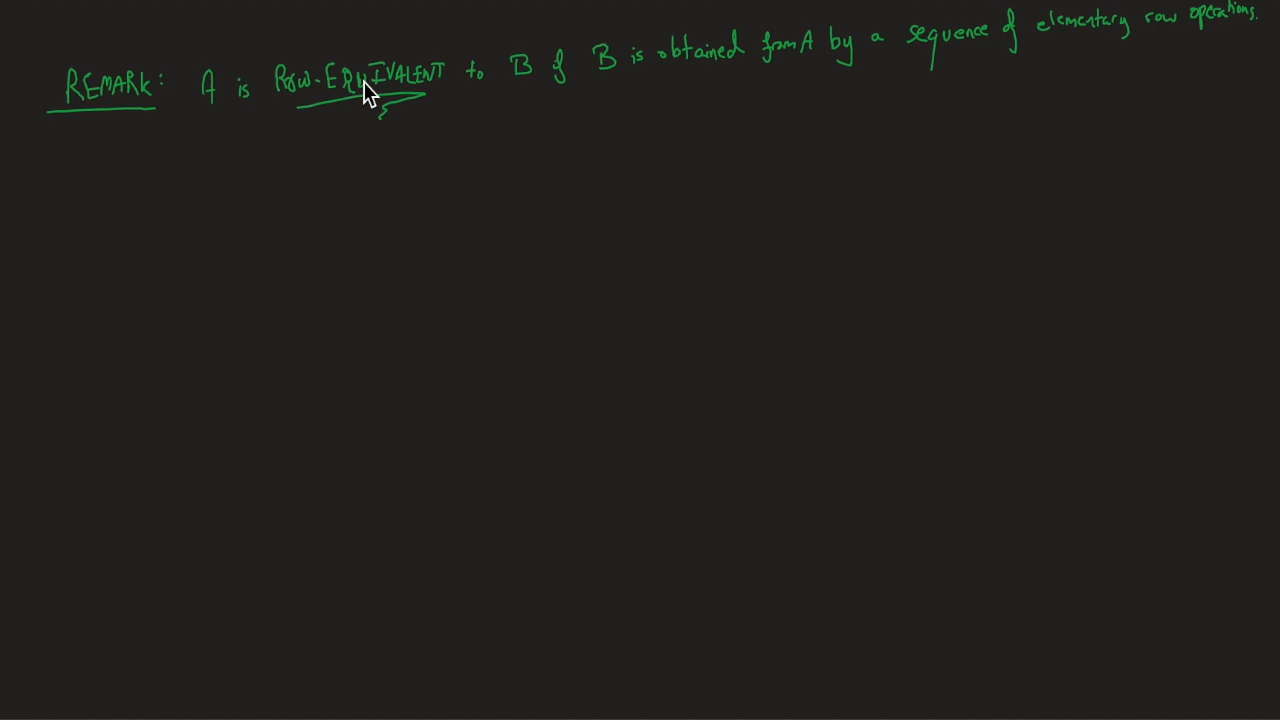 REMARK: A is ROW-EQUIVALENT to B if B is obtained from A by a sequence of elementary row operations.